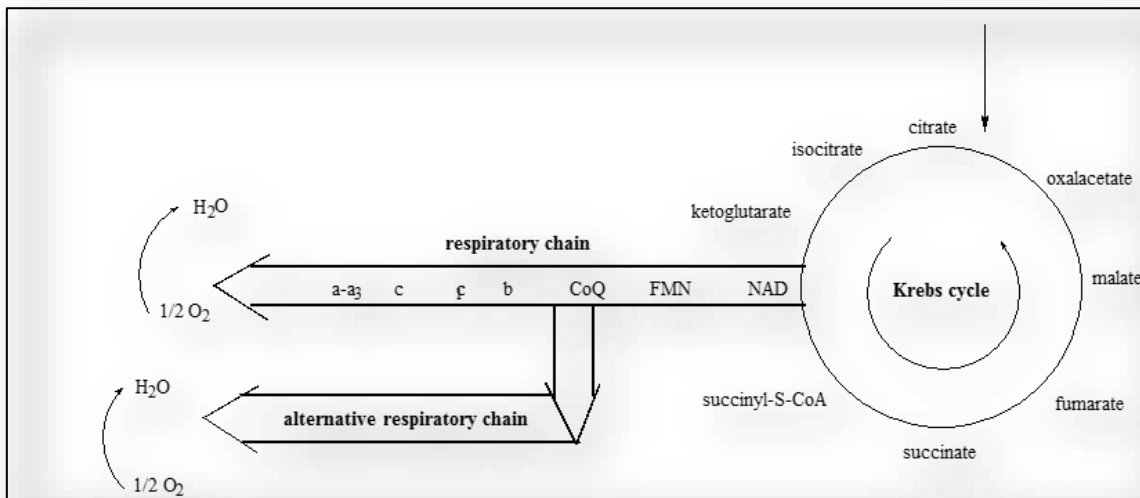 citrate
isocitrate
oxalacetate
ketoglutarate
H₂O
respiratory chain
a-a₃ c b CoQ FMN NAD
Krebs cycle
malate
1/2 O₂
H₂O
succinyl-S-CoA
fumarate
alternative respiratory chain
succinate
1/2 O₂